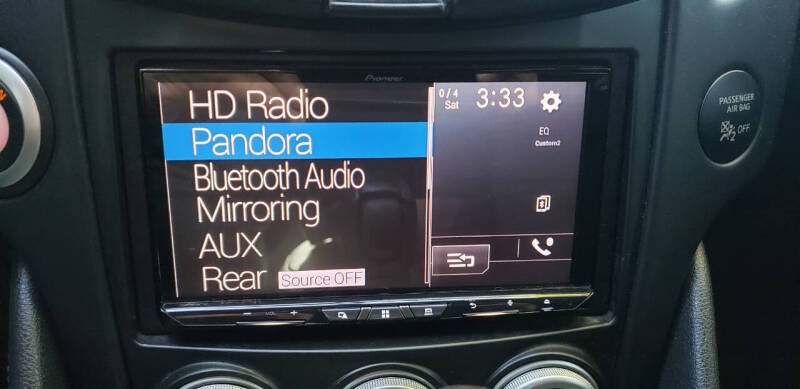 Pioneer
HD Radio
Pandora
Bluetooth Audio
Mirroring
AUX
Rear
Source OFF
0/4
Sat
3:33
EQ
Custom2
VOL
PASSENGER
AIR BAG
OFF